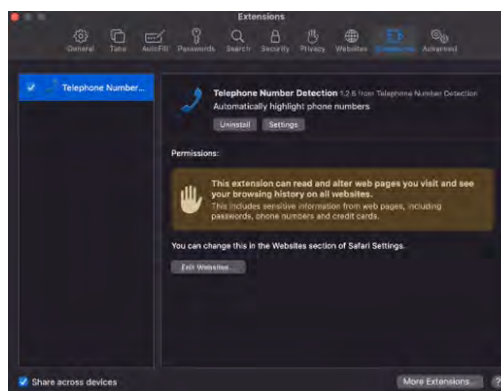 Extensions
General Tabs AutoFill Passwords Search Security Privacy Websites Extensions Advanced
Telephone Number...
Telephone Number Detection 1.2.6 from Telephone Number Detection
Automatically highlight phone numbers
Uninstall Settings
Permissions:
This extension can read and alter web pages you visit and see
your browsing history on all websites.
This includes sensitive information from web pages, including
passwords, phone numbers and credit cards.
You can change this in the Websites section of Safari Settings.
Edit Websites...
Share across devices
More Extensions...
?